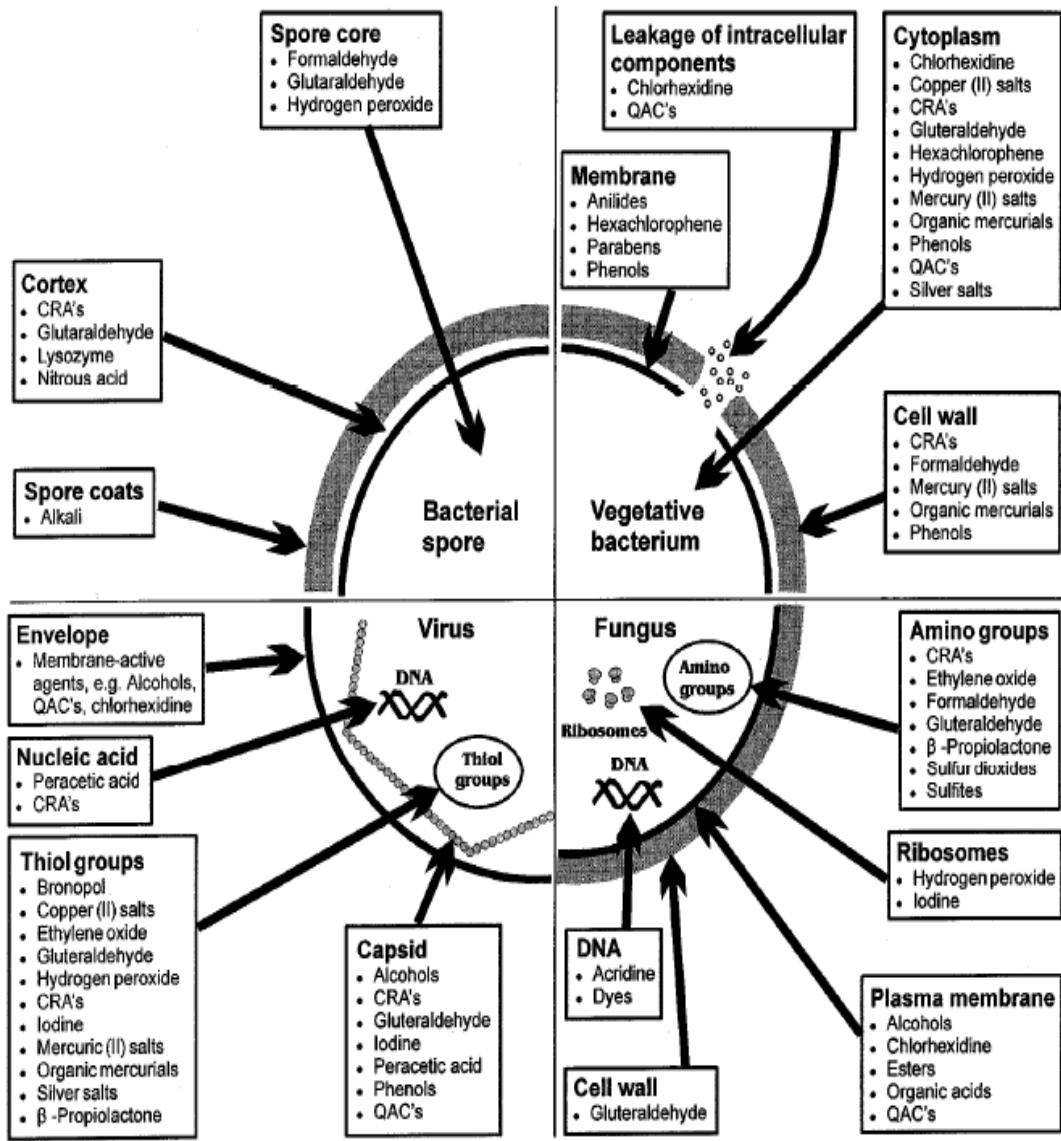 Spore core
• Formaldehyde
• Glutaraldehyde
• Hydrogen peroxide
Leakage of intracellular
components
• Chlorhexidine
• QAC's
Cytoplasm
• Chlorhexidine
• Copper (II) salts
• CRA's
• Gluteraldehyde
• Hexachlorophene
• Hydrogen peroxide
• Mercury (II) salts
• Organic mercurials
• Phenols
• QAC's
• Silver salts
Membrane
• Anilides
• Hexachlorophene
• Parabens
• Phenols
Cortex
• CRA's
• Glutaraldehyde
• Lysozyme
• Nitrous acid
Cell wall
• CRA's
• Formaldehyde
• Mercury (II) salts
• Organic mercurials
• Phenols
Spore coats
• Alkali
Bacterial
spore
Vegetative
bacterium
Envelope
• Membrane-active
agents, e.g. Alcohols,
QAC's, chlorhexidine
Virus
DNA
Thiol
groups
Fungus
Amino
groups
Ribosomes
DNA
Amino groups
• CRA's
• Ethylene oxide
• Formaldehyde
• Gluteraldehyde
• β -Propiolactone
• Sulfur dioxides
• Sulfites
Nucleic acid
• Peracetic acid
• CRA's
Thiol groups
• Bronopol
• Copper (II) salts
• Ethylene oxide
• Gluteraldehyde
• Hydrogen peroxide
• CRA's
• Iodine
• Mercuric (II) salts
• Organic mercurials
• Silver salts
• β -Propiolactone
Capsid
• Alcohols
• CRA's
• Gluteraldehyde
• Iodine
• Peracetic acid
• Phenols
• QAC's
DNA
• Acridine
• Dyes
Cell wall
• Gluteraldehyde
Ribosomes
• Hydrogen peroxide
• Iodine
Plasma membrane
• Alcohols
• Chlorhexidine
• Esters
• Organic acids
• QAC's